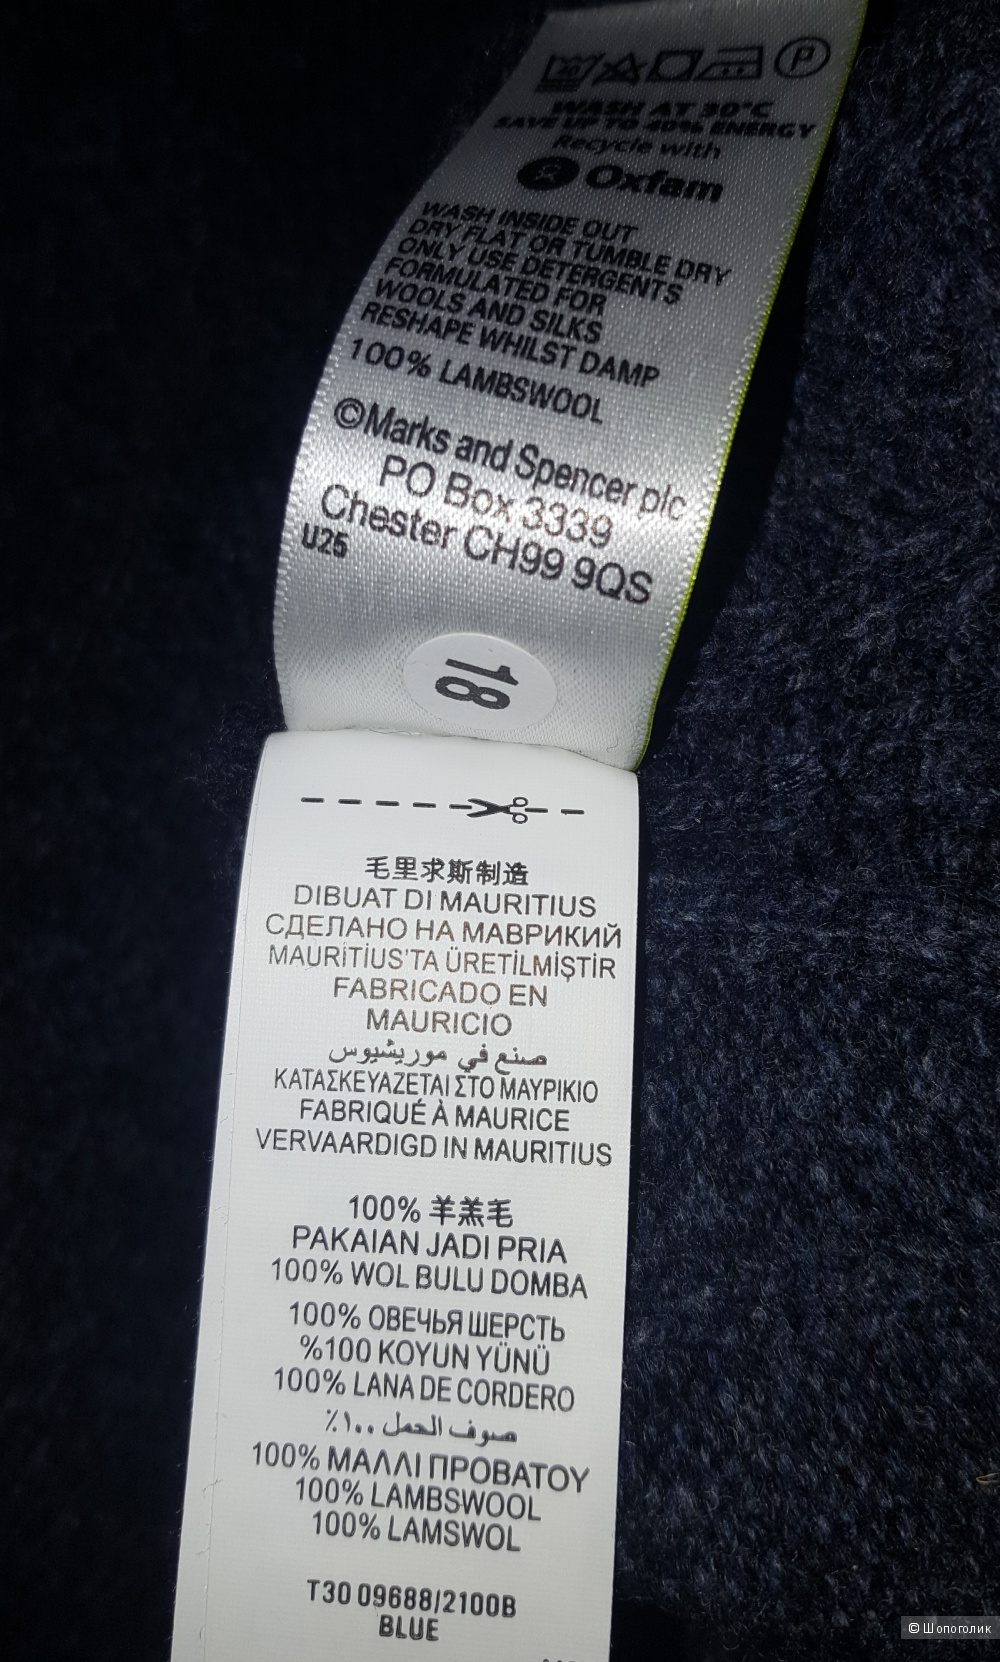 P
WASH AT 30°C
SAVE UP TO 40% ENERGY
Recycle with
Oxfam
WASH INSIDE OUT
DRY FLAT OR TUMBLE DRY
ONLY USE DETERGENTS
FORMULATED FOR
WOOLS AND SILKS
RESHAPE WHILST DAMP
100% LAMBSWOOL
©Marks and Spencer plc
PO Box 3339
Chester CH99 9QS
U25
18
毛里求斯制造
DIBUAT DI MAURITIUS
СДЕЛАНО НА МАВРИКИЙ
MAURİTİUS'TA ÜRETİLMİŞTİR
FABRICADO EN
MAURICIO
صنع في موريشيوس
ΚΑΤΑΣΚΕΥΑΖΕΤΑΙ ΣΤΟ ΜΑΥΡΙΚΙΟ
FABRIQUÉ À MAURICE
VERVAARDIGD IN MAURITIUS
100% 羊羔毛
PAKAIAN JADI PRIA
100% WOL BULU DOMBA
100% ОВЕЧЬЯ ШЕРСТЬ
%100 KOYUN YÜNÜ
100% LANA DE CORDERO
صوف الحمل ١٠٠٪
100% ΜΑΛΛΙ ΠΡΟΒΑΤΟΥ
100% LAMBSWOOL
100% LAMSWOL
T30 09688/2100B
BLUE
© Шопоголик